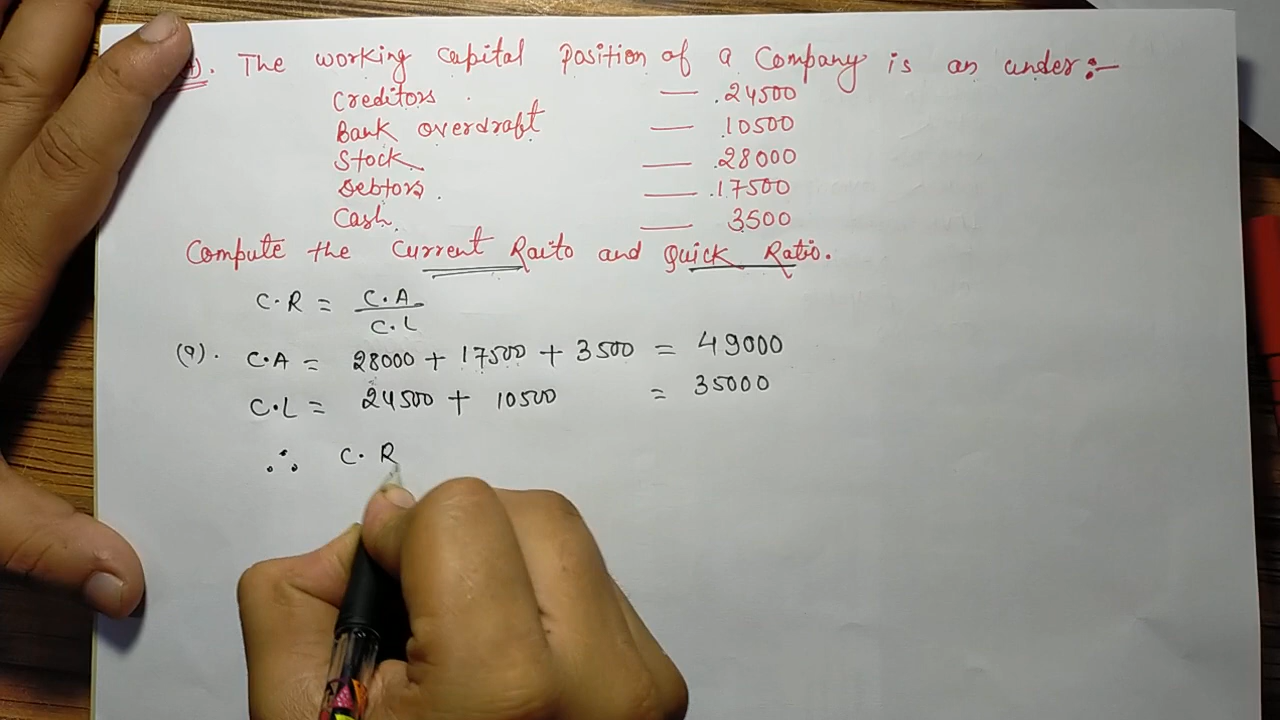 . The working capital position of a Company is as under:-
Creditors — 24500
Bank overdraft — 10500
Stock — 28000
Debtors — 17500
Cash — 3500
Compute the Current Raito and Quick Ratio.
C.R = C.A
C.L
(a). C.A = 28000 + 17500 + 3500 = 49000
C.L = 24500 + 10500 = 35000
∴ C.R